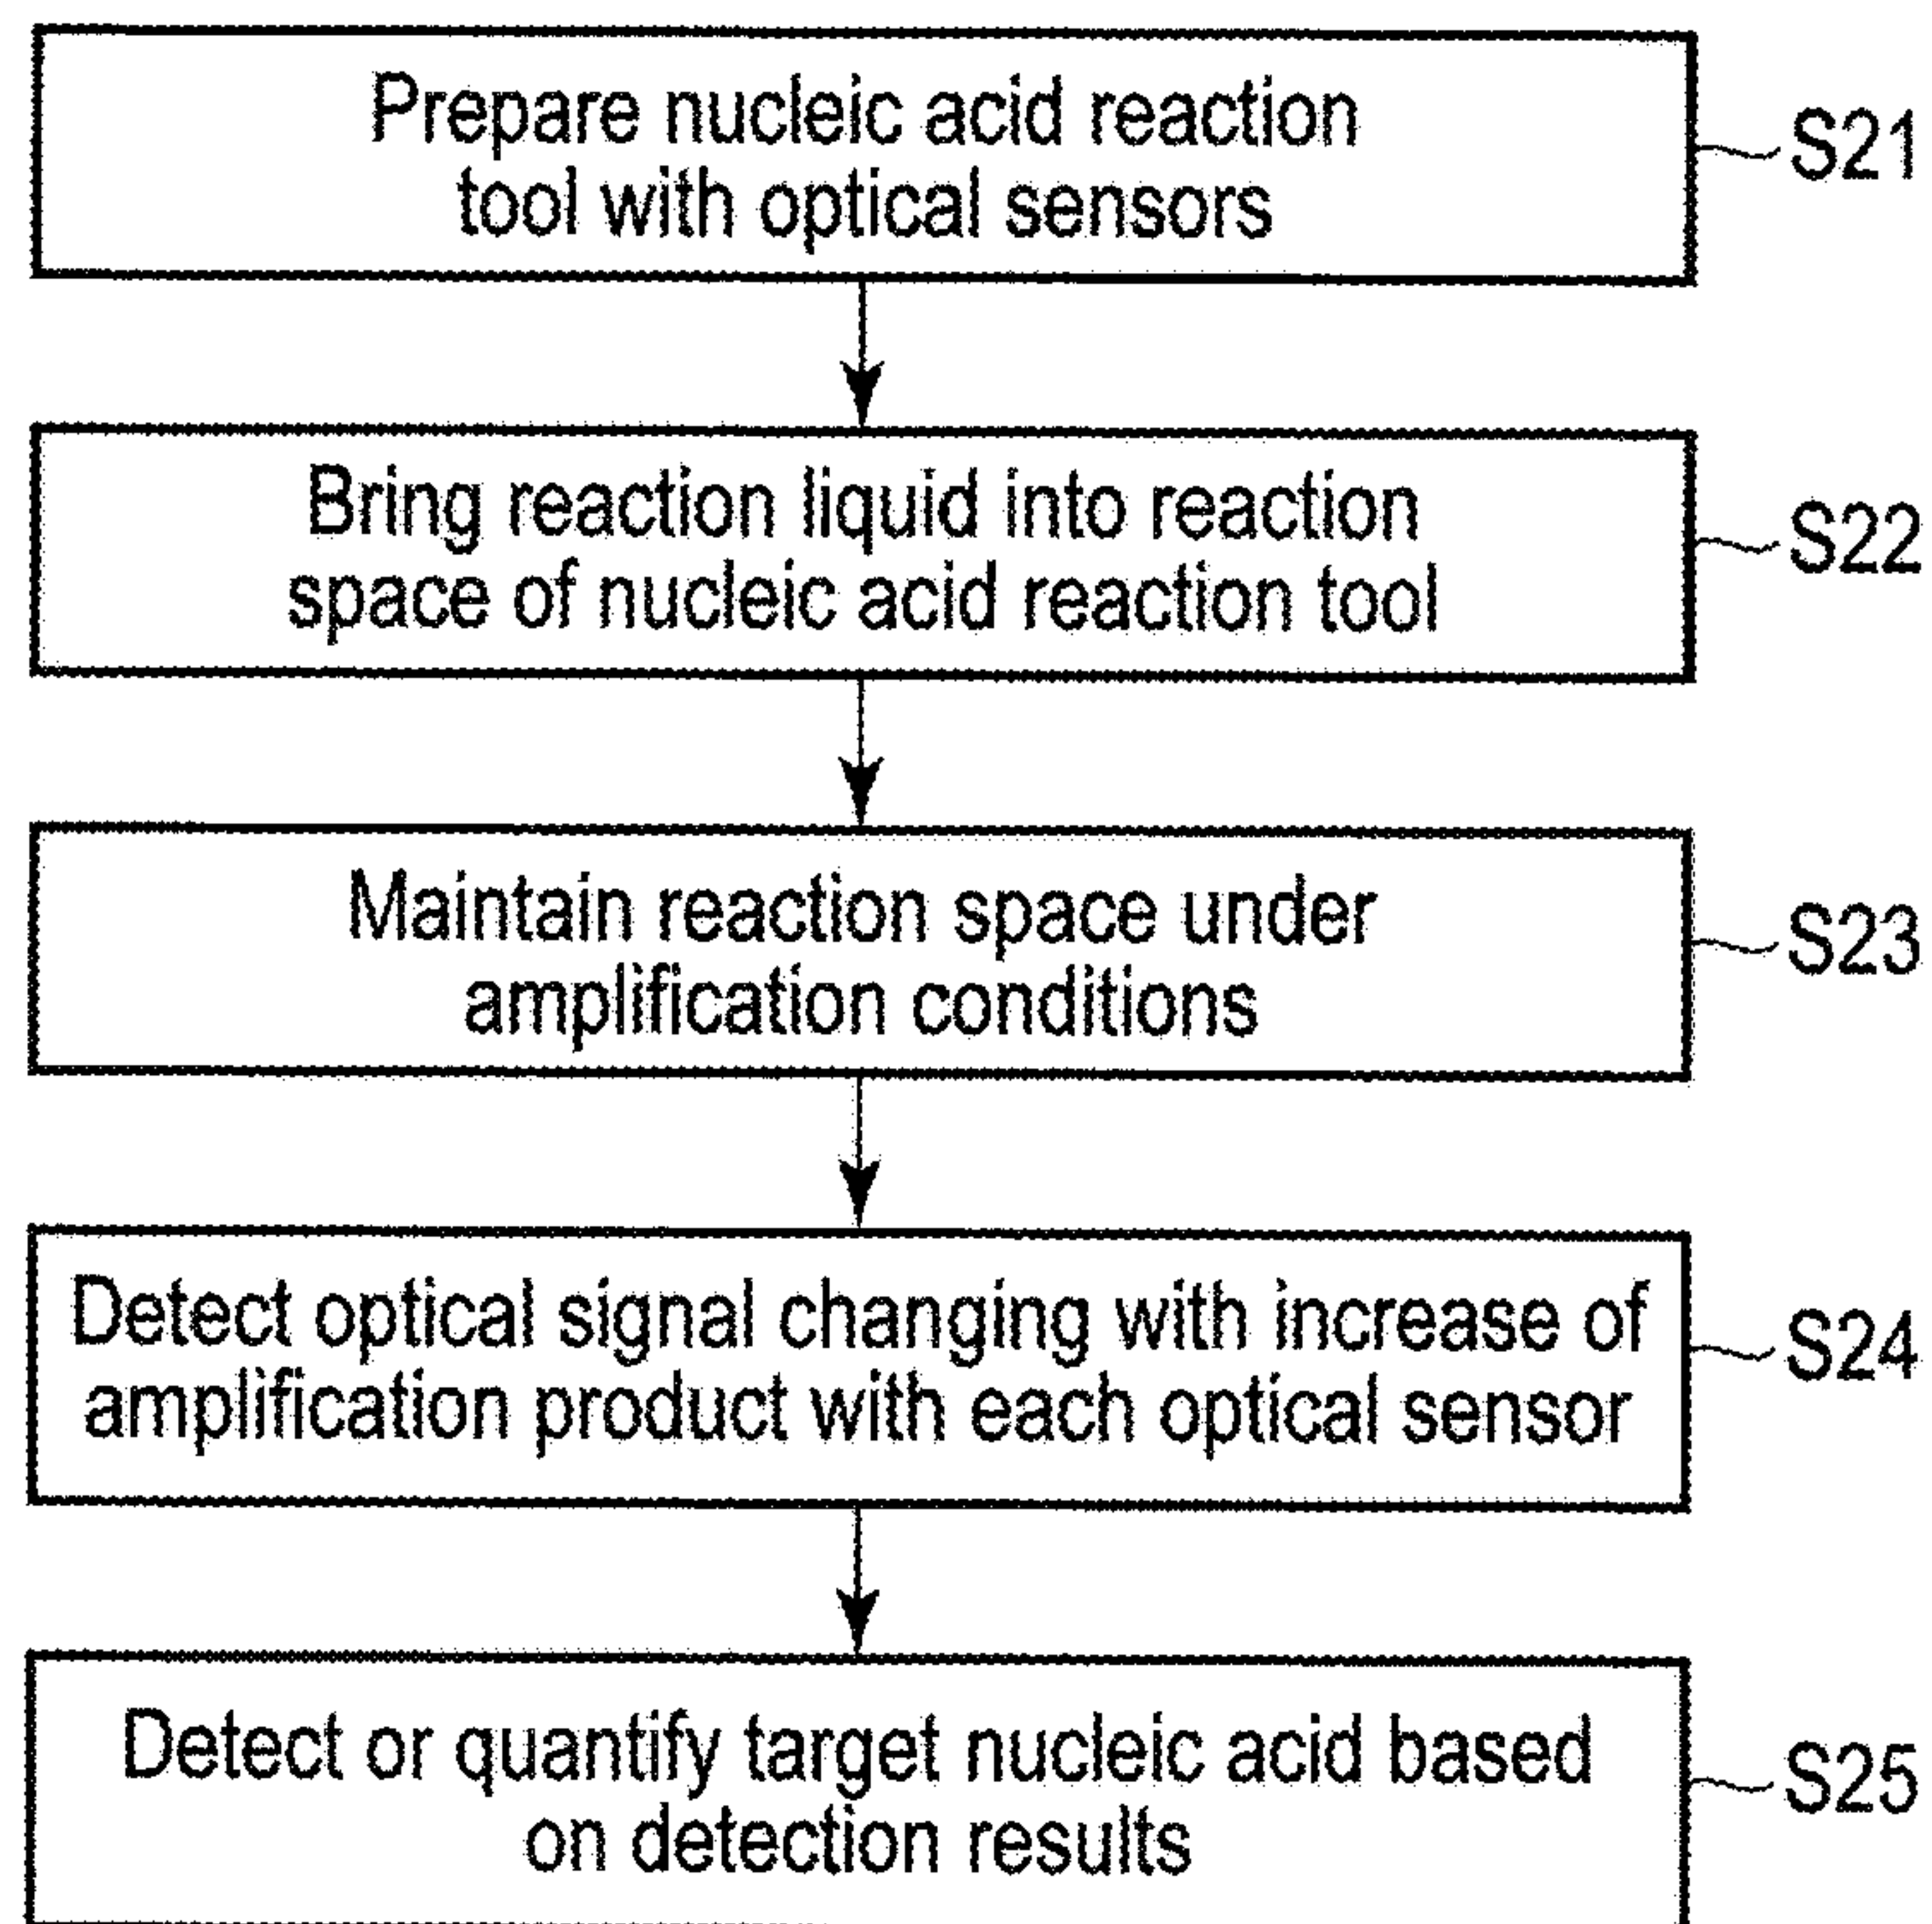 Prepare nucleic acid reaction
tool with optical sensors
S21
Bring reaction liquid into reaction
space of nucleic acid reaction tool
S22
Maintain reaction space under
amplification conditions
S23
Detect optical signal changing with increase of
amplification product with each optical sensor
S24
Detect or quantify target nucleic acid based
on detection results
S25